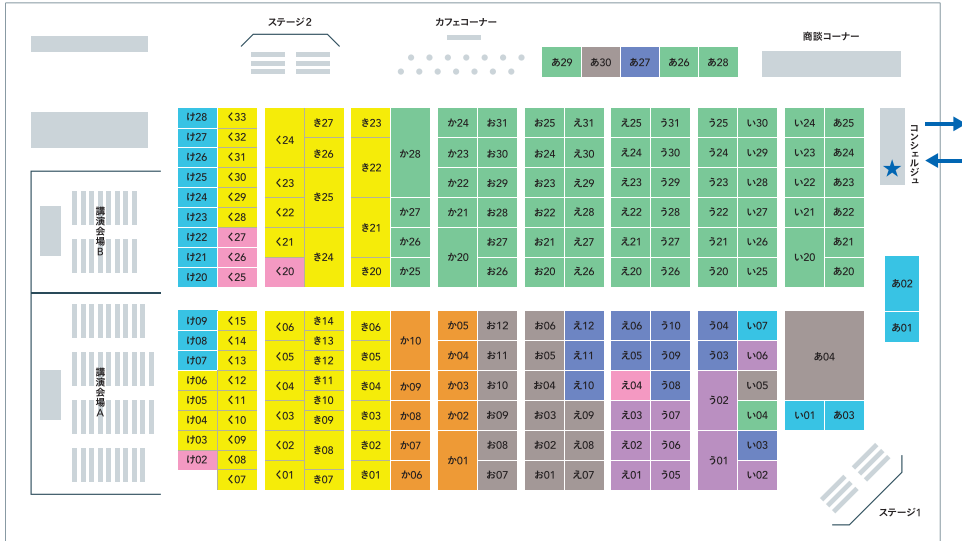 ステージ2
カフェコーナー
商談コーナー
あ29 あ30 あ27 あ26 あ28
け28 く33 く24 き27 き23 か28 か24 お31 お25 え31 え25 う31 う25 い30 い24 あ25
け27 く32 き26 き22 か23 お30 お24 え30 え24 う30 う24 い29 い23 あ24
け26 く31
け25 く30 く23 き25 か22 お29 お23 え29 え23 う29 う23 い28 い22 あ23
け24 く29
け23 く28 く22 き21 か27 か21 お28 お22 え28 え22 う28 う22 い27 い21 あ22
け22 く27 く21 き24 か26 か20 お27 お21 え27 え21 う27 う21 い26 い20 あ21
け21 く26
け20 く25 く20 き20 か25 お26 お20 え26 え20 う26 う20 い25 あ20
コンシェルジュ
講演会場B
あ02
あ01
け09 く15 く06 き14 き06 か10 か05 お12 お06 え12 え06 う10 う04 い07 あ04
け08 く14 く05 き13 き05 か04 お11 お05 え11 え05 う09 う03 い06
け07 く13 き12
け06 く12 く04 き11 き04 か09 か03 お10 お04 え10 え04 う08 う02 い05
け05 く11 き10
け04 く10 く03 き09 き03 か08 か02 お09 お03 え09 え03 う07 い04 い01 あ03
け03 く09 く02 き08 き02 か07 か01 お08 お02 え08 え02 う06 う01 い03
け02 く08
く07 く01 き07 き01 か06 お07 お01 え07 え01 う05 い02
講演会場A
ステージ1